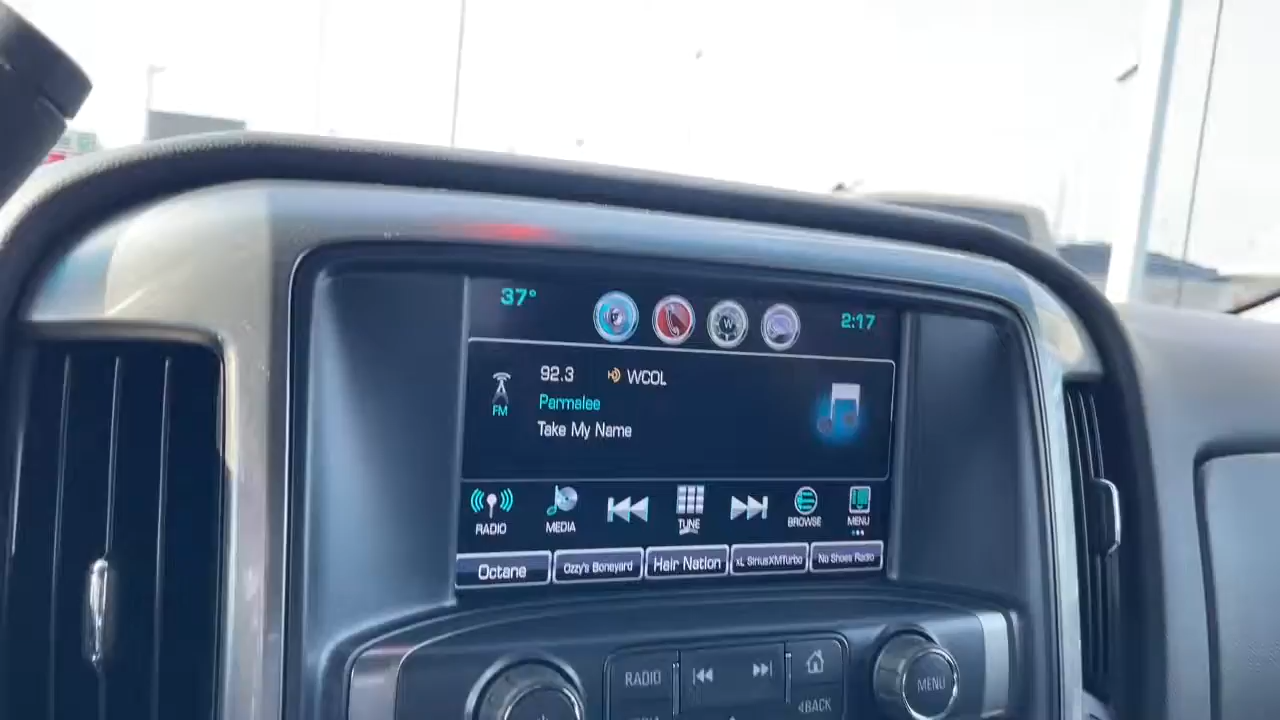 37° 2:17
W
92.3 WCOL
FM
Parmalee
Take My Name
RADIO MEDIA TUNE BROWSE MENU
Octane Ozzy's Boneyard Hair Nation xL SiriusXMTurbo No Shoes Radio
RADIO MENU
BACK